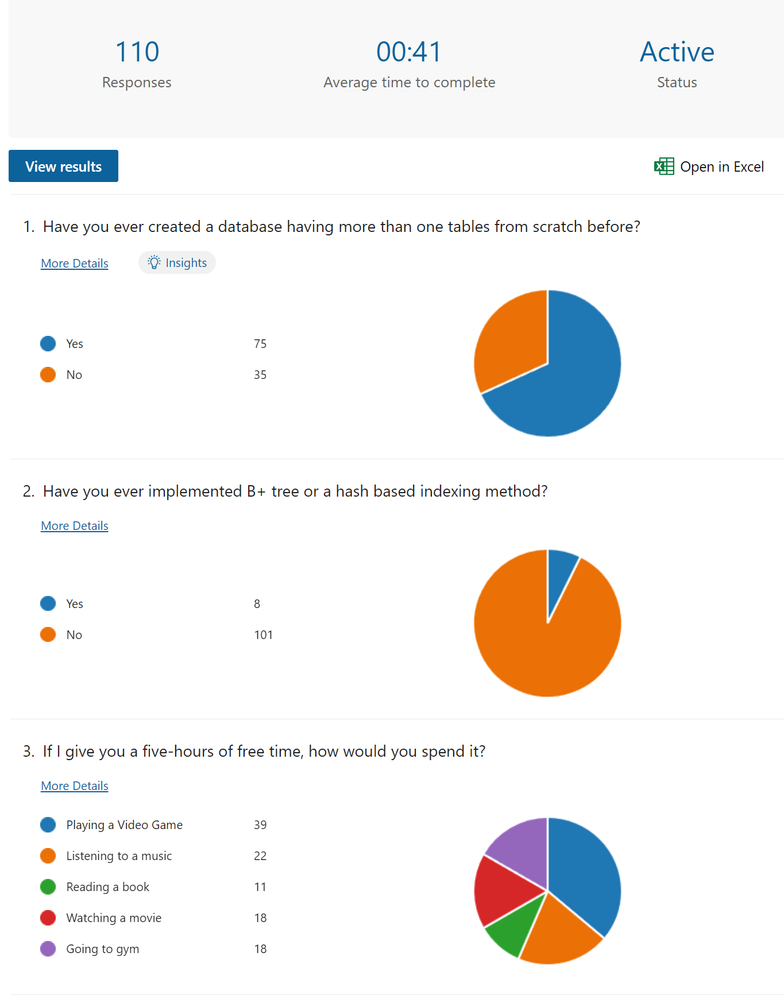 110 00:41 Active
Responses Average time to complete Status
View results Open in Excel
1. Have you ever created a database having more than one tables from scratch before?
More Details Insights
Yes 75
No 35
2. Have you ever implemented B+ tree or a hash based indexing method?
More Details
Yes 8
No 101
3. If I give you a five-hours of free time, how would you spend it?
More Details
Playing a Video Game 39
Listening to a music 22
Reading a book 11
Watching a movie 18
Going to gym 18